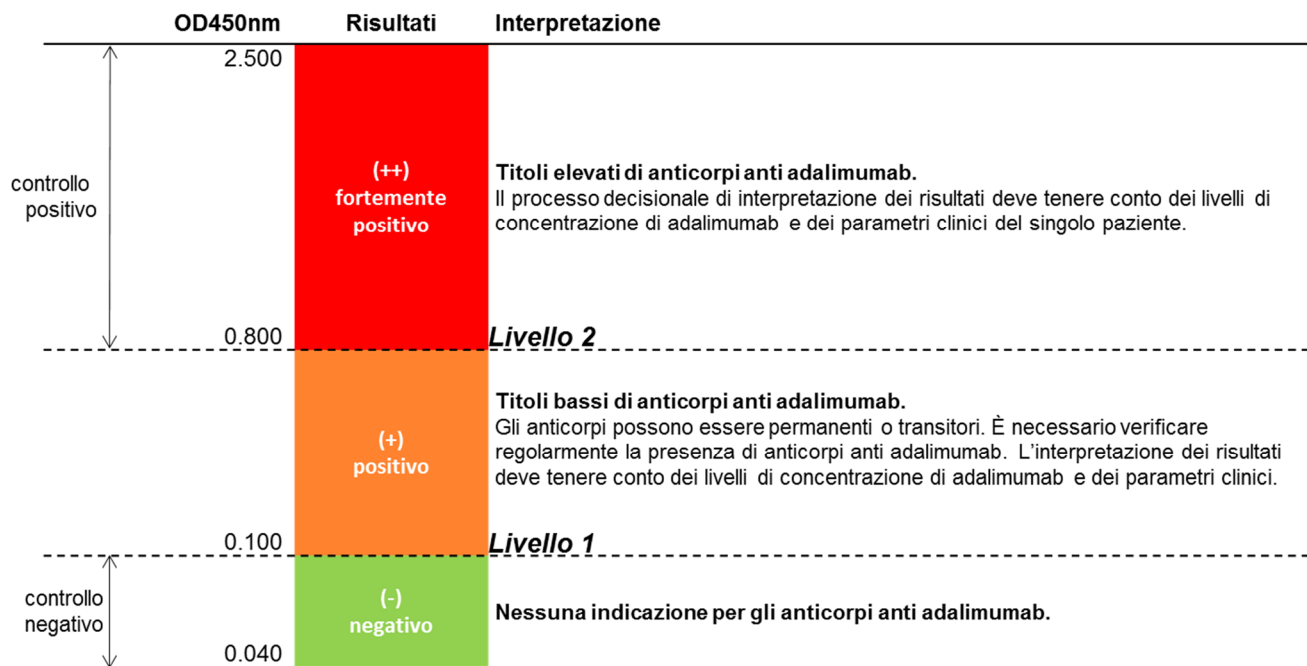 OD450nm Risultati Interpretazione
2.500
controllo
positivo
(++)
fortemente
positivo
Titoli elevati di anticorpi anti adalimumab.
Il processo decisionale di interpretazione dei risultati deve tenere conto dei livelli di
concentrazione di adalimumab e dei parametri clinici del singolo paziente.
0.800
Livello 2
(+)
positivo
Titoli bassi di anticorpi anti adalimumab.
Gli anticorpi possono essere permanenti o transitori. È necessario verificare
regolarmente la presenza di anticorpi anti adalimumab. L'interpretazione dei risultati
deve tenere conto dei livelli di concentrazione di adalimumab e dei parametri clinici.
0.100
Livello 1
controllo
negativo
(-)
negativo
Nessuna indicazione per gli anticorpi anti adalimumab.
0.040